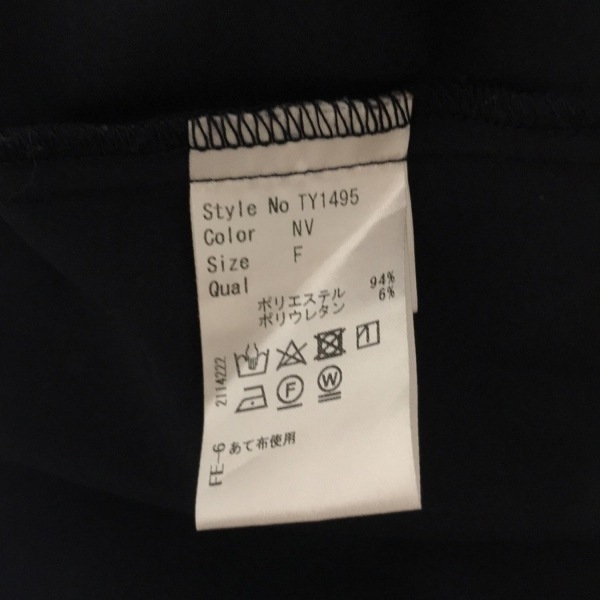 Style No TY1495
Color NV
Size F
Qual
ポリエステル 94%
ポリウレタン 6%
2114222
F W
FE-6 あて布使用